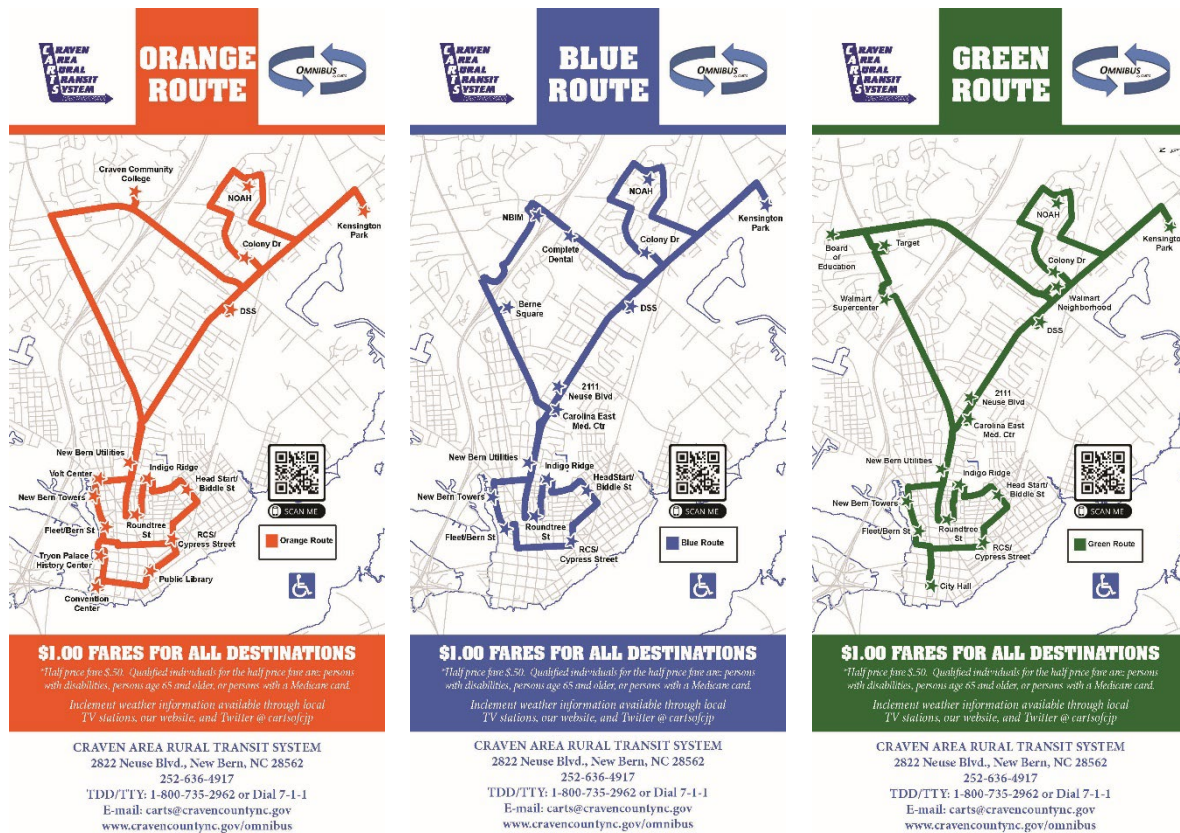 CRAVEN
AREA
RURAL
TRANSIT
SYSTEM
ORANGE
ROUTE
OMNIBUS
by CARTS
Craven Community
College
NOAH
Kensington
Park
Colony Dr
DSS
New Bern Utilities
Volt Center
Indigo Ridge
Head Start/
Biddle St
New Bern Towers
Roundtree
St
Fleet/Bern St
RCS/
Cypress Street
Tryon Palace
History Center
Public Library
Convention
Center
SCAN ME
Orange Route
$1.00 FARES FOR ALL DESTINATIONS
*Half price fare $.50. Qualified individuals for the half price fare are: persons
with disabilities, persons age 65 and older, or persons with a Medicare card.
Inclement weather information available through local
TV stations, our website, and Twitter @ cartsofcjp
CRAVEN AREA RURAL TRANSIT SYSTEM
2822 Neuse Blvd., New Bern, NC 28562
252-636-4917
TDD/TTY: 1-800-735-2962 or Dial 7-1-1
E-mail: carts@cravencountync.gov
www.cravencountync.gov/omnibus
CRAVEN
AREA
RURAL
TRANSIT
SYSTEM
BLUE
ROUTE
OMNIBUS
by CARTS
NOAH
NBIM
Kensington
Park
Complete
Dental
Colony Dr
Berne
Square
DSS
2111
Neuse Blvd
Carolina East
Med. Ctr
New Bern Utilities
Indigo Ridge
HeadStart/
Biddle St
New Bern Towers
Roundtree
St
Fleet/Bern St
RCS/
Cypress Street
SCAN ME
Blue Route
$1.00 FARES FOR ALL DESTINATIONS
*Half price fare $.50. Qualified individuals for the half price fare are: persons
with disabilities, persons age 65 and older, or persons with a Medicare card.
Inclement weather information available through local
TV stations, our website, and Twitter @ cartsofcjp
CRAVEN AREA RURAL TRANSIT SYSTEM
2822 Neuse Blvd., New Bern, NC 28562
252-636-4917
TDD/TTY: 1-800-735-2962 or Dial 7-1-1
E-mail: carts@cravencountync.gov
www.cravencountync.gov/omnibus
CRAVEN
AREA
RURAL
TRANSIT
SYSTEM
GREEN
ROUTE
OMNIBUS
by CARTS
NOAH
Kensington
Park
Board
of
Education
Target
Colony Dr
Walmart
Supercenter
Walmart
Neighborhood
DSS
2111
Neuse Blvd
Carolina East
Med. Ctr
New Bern Utilities
Indigo Ridge
Head Start/
Biddle St
New Bern Towers
Roundtree
St
Fleet/Bern St
RCS/
Cypress Street
City Hall
SCAN ME
Green Route
$1.00 FARES FOR ALL DESTINATIONS
*Half price fare $.50. Qualified individuals for the half price fare are: persons
with disabilities, persons age 65 and older, or persons with a Medicare card.
Inclement weather information available through local
TV stations, our website, and Twitter @ cartsofcjp
CRAVEN AREA RURAL TRANSIT SYSTEM
2822 Neuse Blvd., New Bern, NC 28562
252-636-4917
TDD/TTY: 1-800-735-2962 or Dial 7-1-1
E-mail: carts@cravencountync.gov
www.cravencountync.gov/omnibus